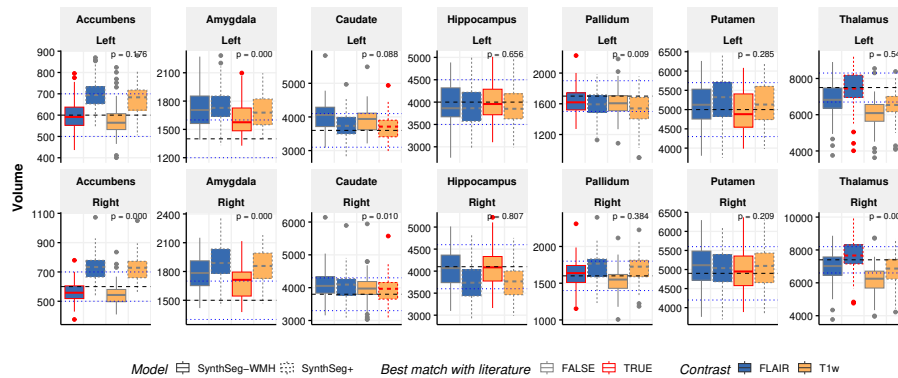 Accumbens Amygdala Caudate Hippocampus Pallidum Putamen Thalamus
Left Left Left Left Left Left Left
p = 0.176 p = 0.000 p = 0.088 p = 0.656 p = 0.009 p = 0.285 p = 0.54
900 800 700 600 500 400
2100 1800 1500 1200
6000 5000 4000 3000
5000 4000 3000
2000 1600 1200
6500 6000 5500 5000 4500 4000
8000 6000 4000
Volume
Accumbens Amygdala Caudate Hippocampus Pallidum Putamen Thalamus
Right Right Right Right Right Right Right
p = 0.000 p = 0.000 p = 0.010 p = 0.807 p = 0.384 p = 0.209 p = 0.00
1100 900 700 500
2400 2100 1800 1500
6000 5000 4000 3000
5000 4000 3000
2500 2000 1500 1000
6500 6000 5500 5000 4500 4000
10000 8000 6000 4000
Model SynthSeg-WMH SynthSeg+ Best match with literature FALSE TRUE Contrast FLAIR T1w